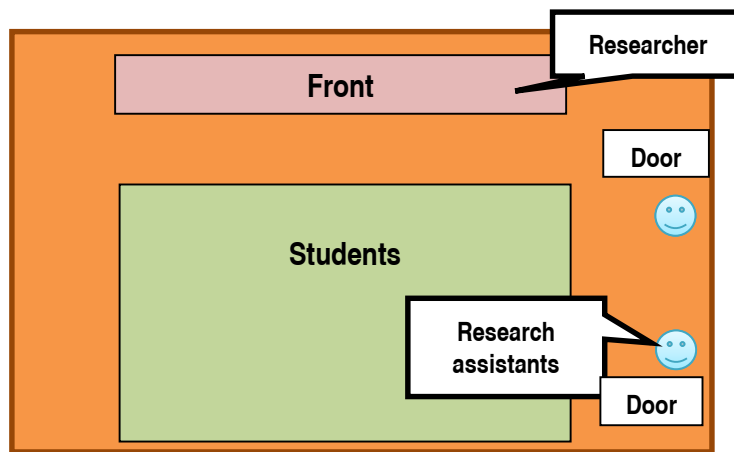 Researcher
Front
Door
Students
Research
assistants
Door